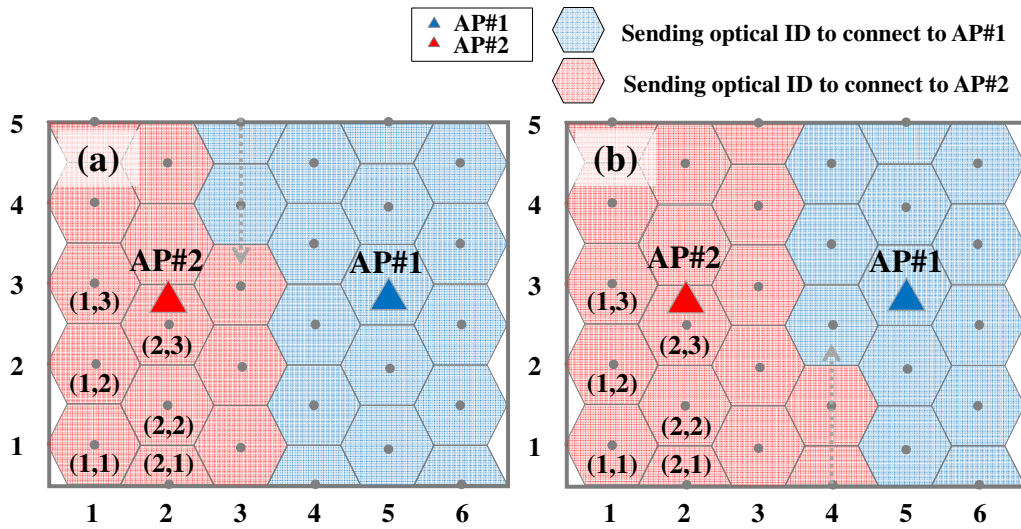 AP#1
AP#2
Sending optical ID to connect to AP#1
Sending optical ID to connect to AP#2
5
4
3
2
1
(a)
AP#2
AP#1
(1,3)
(2,3)
(1,2)
(2,2)
(1,1)
(2,1)
1 2 3 4 5 6
5
4
3
2
1
(b)
AP#2
AP#1
(1,3)
(2,3)
(1,2)
(2,2)
(1,1)
(2,1)
1 2 3 4 5 6